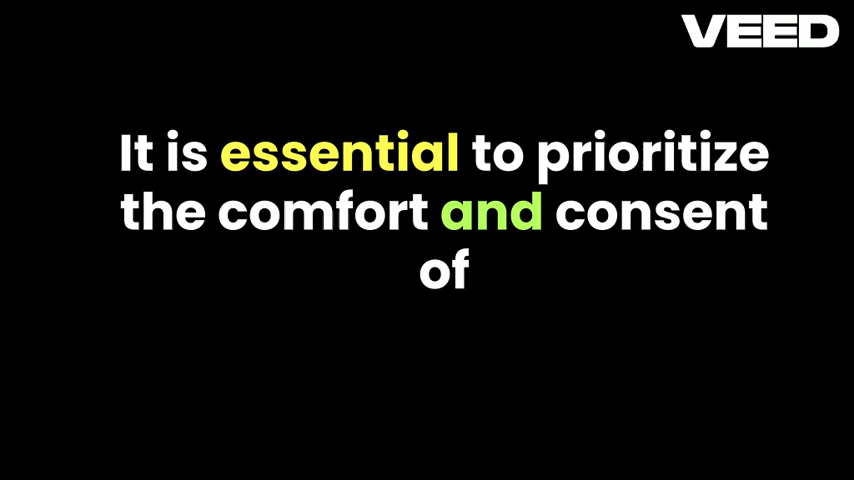 VEED
It is essential to prioritize
the comfort and consent
of